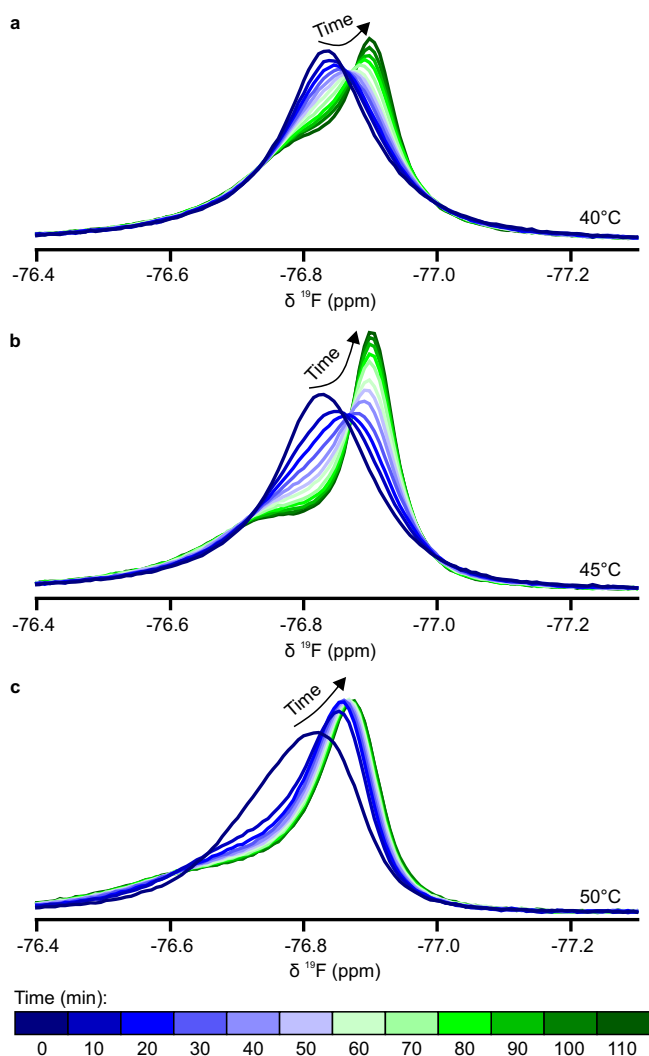 a
Time
40°C
-76.4 -76.6 -76.8 -77.0 -77.2
δ ¹⁹F (ppm)
b
Time
45°C
-76.4 -76.6 -76.8 -77.0 -77.2
δ ¹⁹F (ppm)
c
Time
50°C
-76.4 -76.6 -76.8 -77.0 -77.2
δ ¹⁹F (ppm)
Time (min):
0 10 20 30 40 50 60 70 80 90 100 110